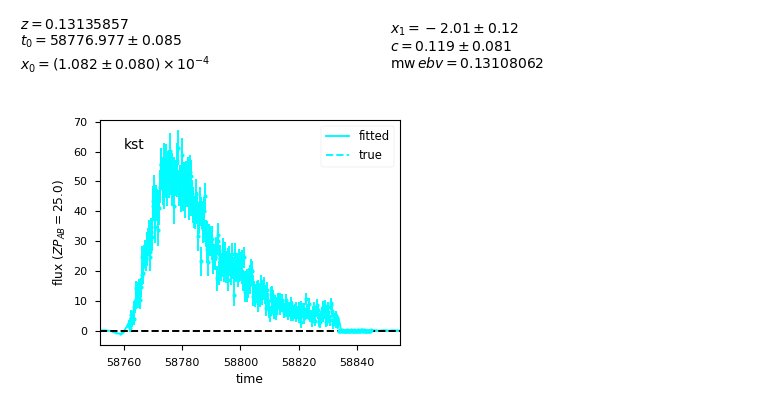 z = 0.13135857
t₀ = 58776.977 ± 0.085
x₀ = (1.082 ± 0.080) × 10⁻⁴
x₁ = −2.01 ± 0.12
c = 0.119 ± 0.081
mw ebv = 0.13108062
kst
fitted
true
flux (ZP_AB = 25.0)
70
60
50
40
30
20
10
0
58760 58780 58800 58820 58840
time